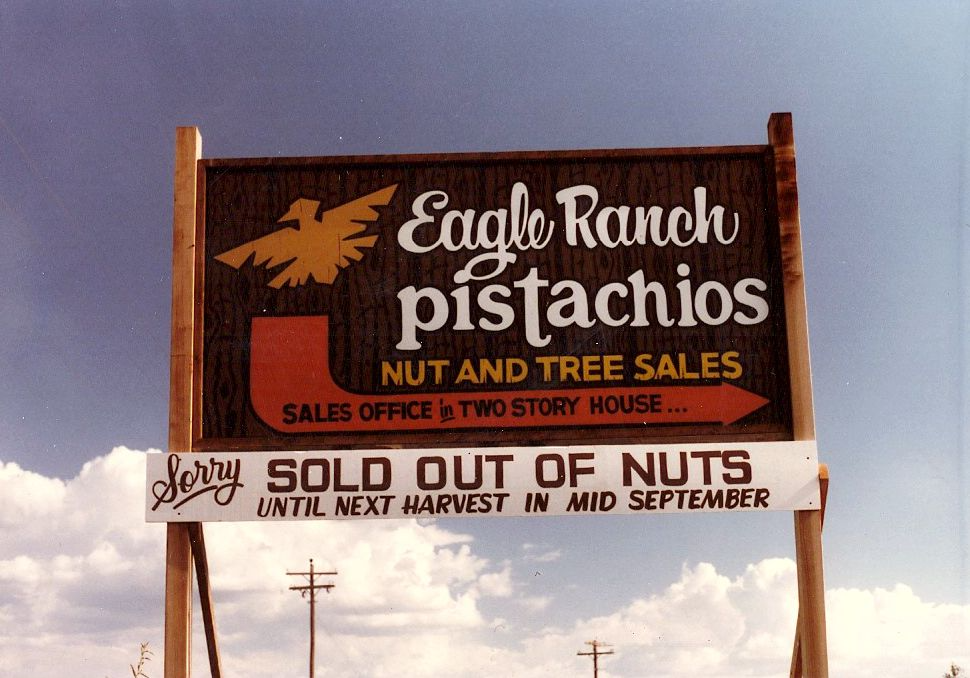 Eagle Ranch
pistachios
NUT AND TREE SALES
SALES OFFICE in TWO STORY HOUSE...
Sorry SOLD OUT OF NUTS
UNTIL NEXT HARVEST IN MID SEPTEMBER